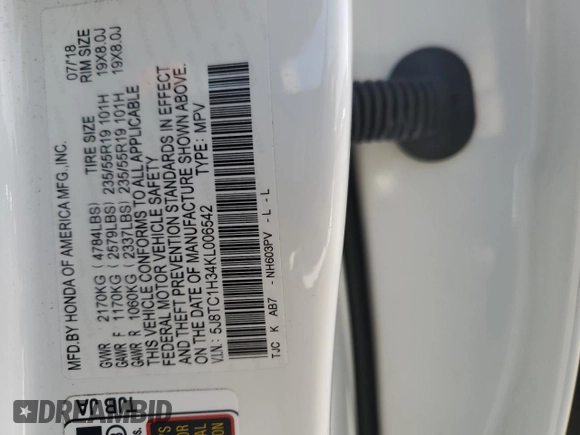 MFD.BY HONDA OF AMERICA MFG.,INC. 07/18
GVWR 2170KG ( 4784LBS) TIRE SIZE RIM SIZE
GAWR F 1170KG ( 2579LBS) 235/55R19 101H 19X8.0J
GAWR R 1060KG ( 2337LBS) 235/55R19 101H 19X8.0J
THIS VEHICLE CONFORMS TO ALL APPLICABLE
FEDERAL MOTOR VEHICLE SAFETY
AND THEFT PREVENTION STANDARDS IN EFFECT
ON THE DATE OF MANUFACTURE SHOWN ABOVE.
V.I.N.: 5J8TC1H34KL006542 TYPE: MPV
TJC K AB7 - NH603PV - L - L
TJB JA
DREAMBID